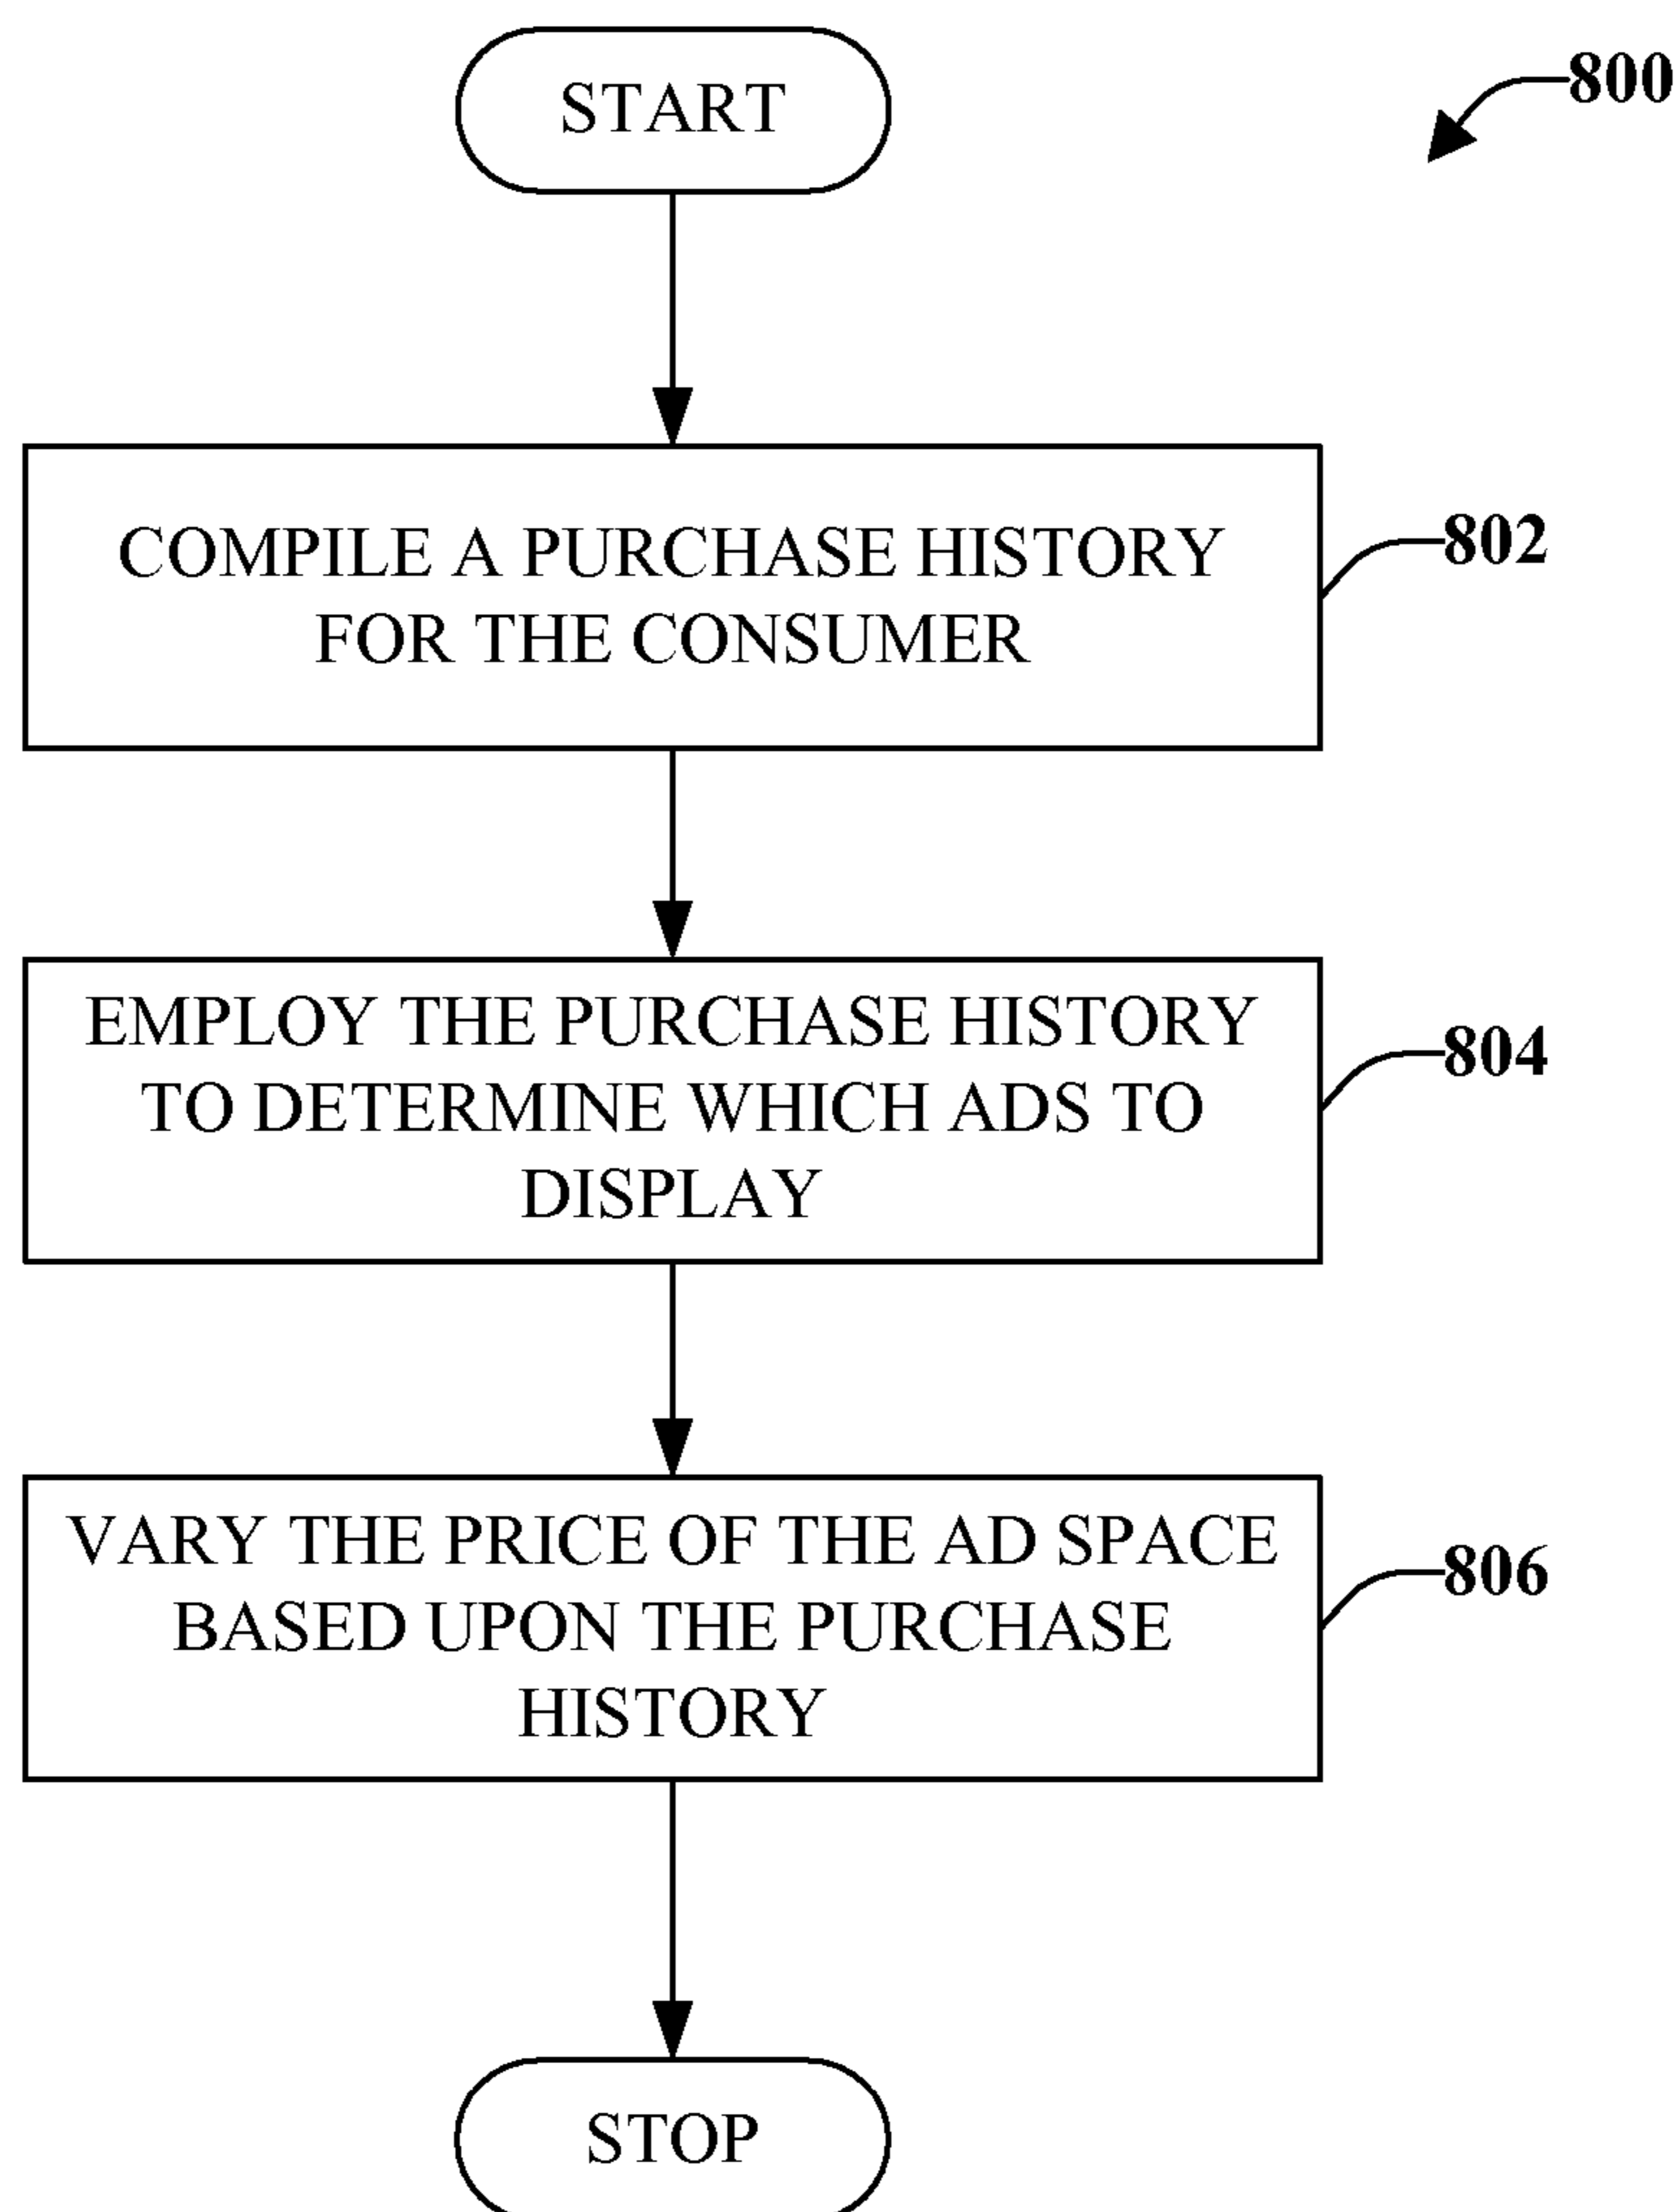 START
800
COMPILE A PURCHASE HISTORY
FOR THE CONSUMER
802
EMPLOY THE PURCHASE HISTORY
TO DETERMINE WHICH ADS TO
DISPLAY
804
VARY THE PRICE OF THE AD SPACE
BASED UPON THE PURCHASE
HISTORY
806
STOP